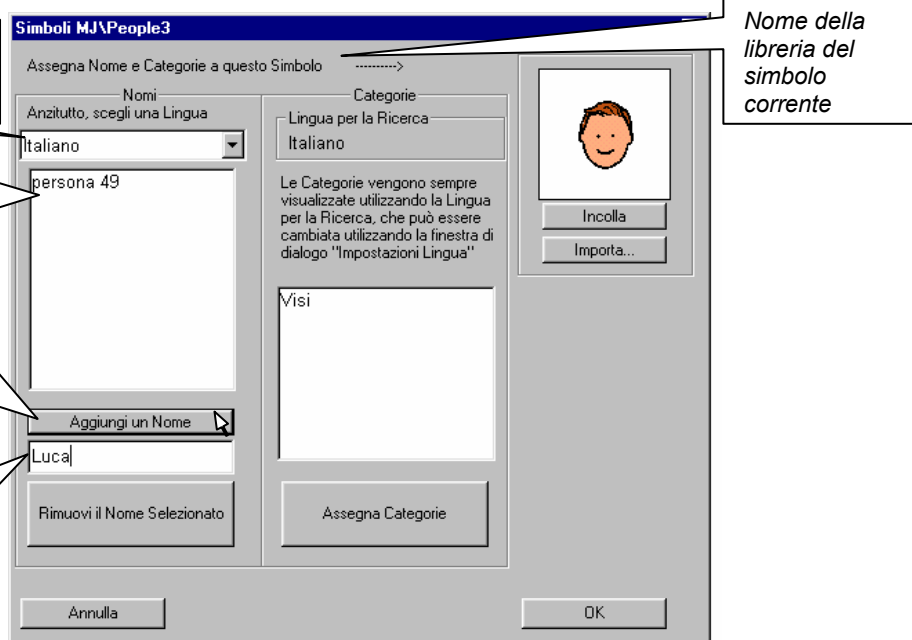 Simboli MJ\People3
Nome della
libreria del
simbolo
corrente
Assegna Nome e Categorie a questo Simbolo ---------->
Nomi
Anzitutto, scegli una Lingua
Italiano
persona 49
Aggiungi un Nome
Luca
Rimuovi il Nome Selezionato
Categorie
Lingua per la Ricerca
Italiano
Le Categorie vengono sempre
visualizzate utilizzando la Lingua
per la Ricerca, che può essere
cambiata utilizzando la finestra di
dialogo "Impostazioni Lingua"
Visi
Assegna Categorie
Incolla
Importa...
Annulla
OK